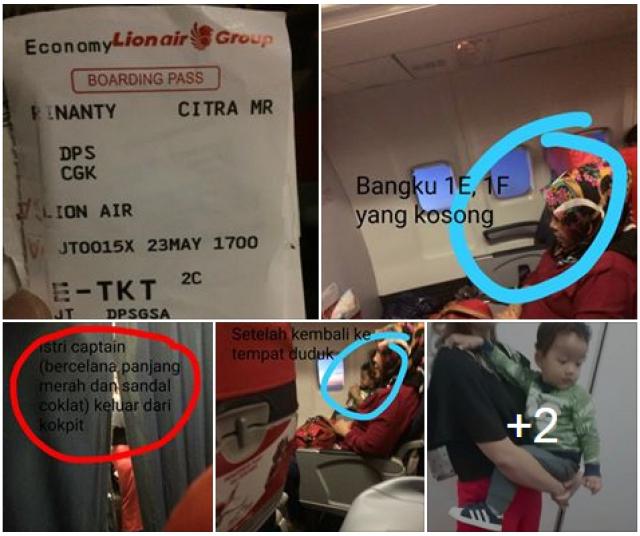 Economy Lionair Group
BOARDING PASS
CITRA MR
DPS
CGK
LION AIR
JT0015X 23MAY 1700
E-TKT 2C
JT DPSGSA
Bangku 1E, 1F
yang kosong
istri captain
(bercelana panjang
merah dan sandal
coklat) keluar dari
kokpit
Setelah kembali ke
tempat duduk
+2